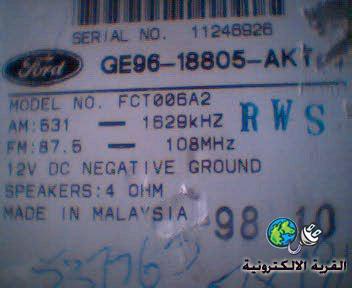 SERIAL NO. 11246926
Ford GE96-18805-AK
MODEL NO. FCT006A2
AM:531 — 1629kHZ
RWS
FM:87.5 — 108MHz
12V DC NEGATIVE GROUND
SPEAKERS:4 OHM
MADE IN MALAYSIA
98 10
القرية الالكترونية